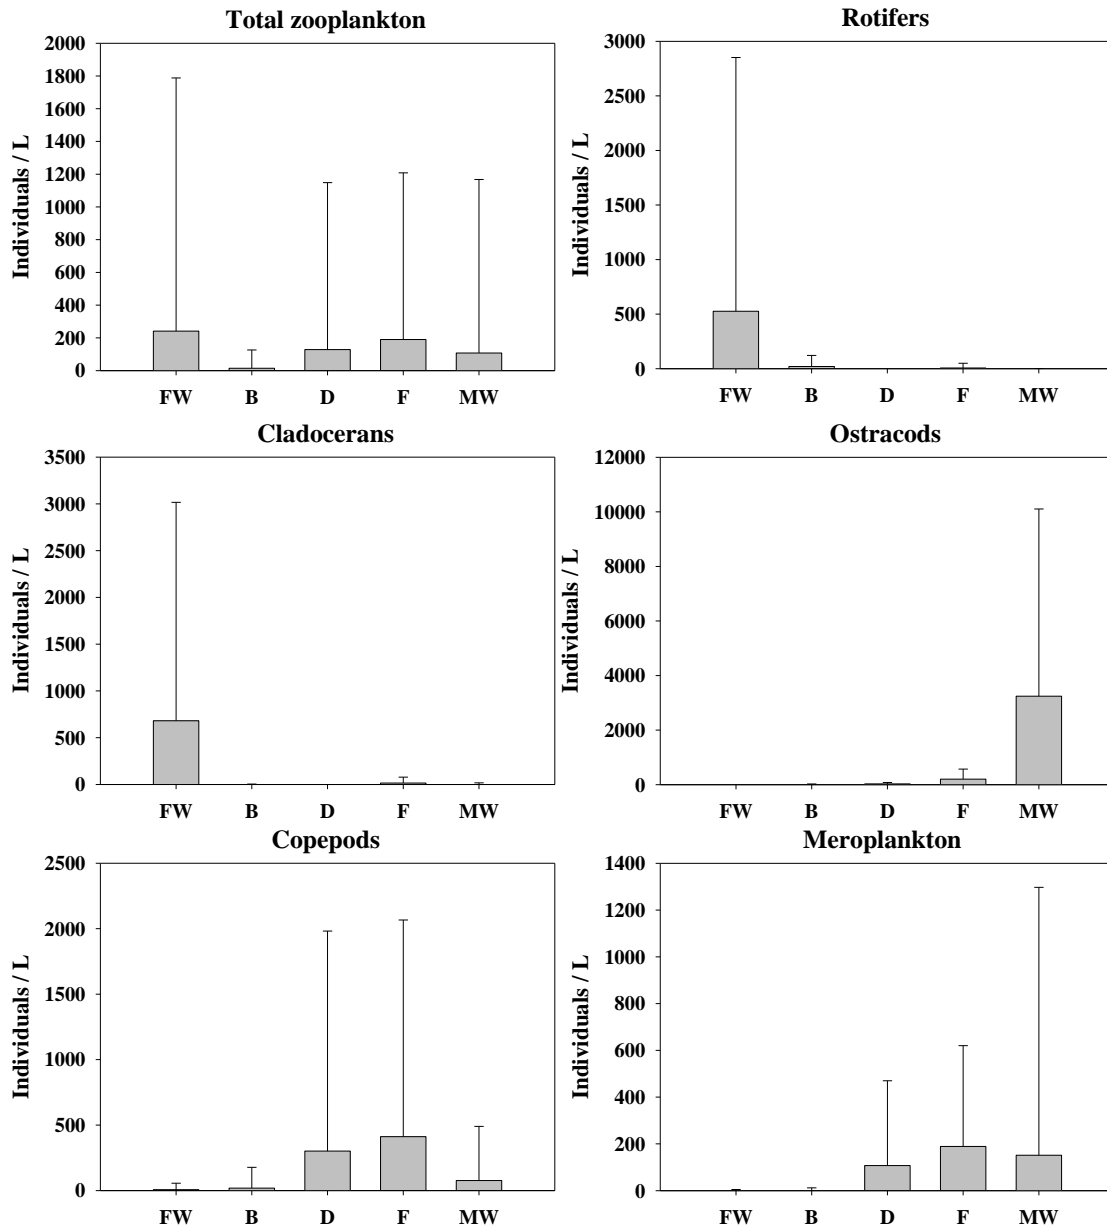 Total zooplankton
Individuals / L
2000
1800
1600
1400
1200
1000
800
600
400
200
0
FW B D F MW
Rotifers
Individuals / L
3000
2500
2000
1500
1000
500
0
FW B D F MW
Cladocerans
Individuals / L
3500
3000
2500
2000
1500
1000
500
0
FW B D F MW
Ostracods
Individuals / L
12000
10000
8000
6000
4000
2000
0
FW B D F MW
Copepods
Individuals / L
2500
2000
1500
1000
500
0
FW B D F MW
Meroplankton
Individuals / L
1400
1200
1000
800
600
400
200
0
FW B D F MW